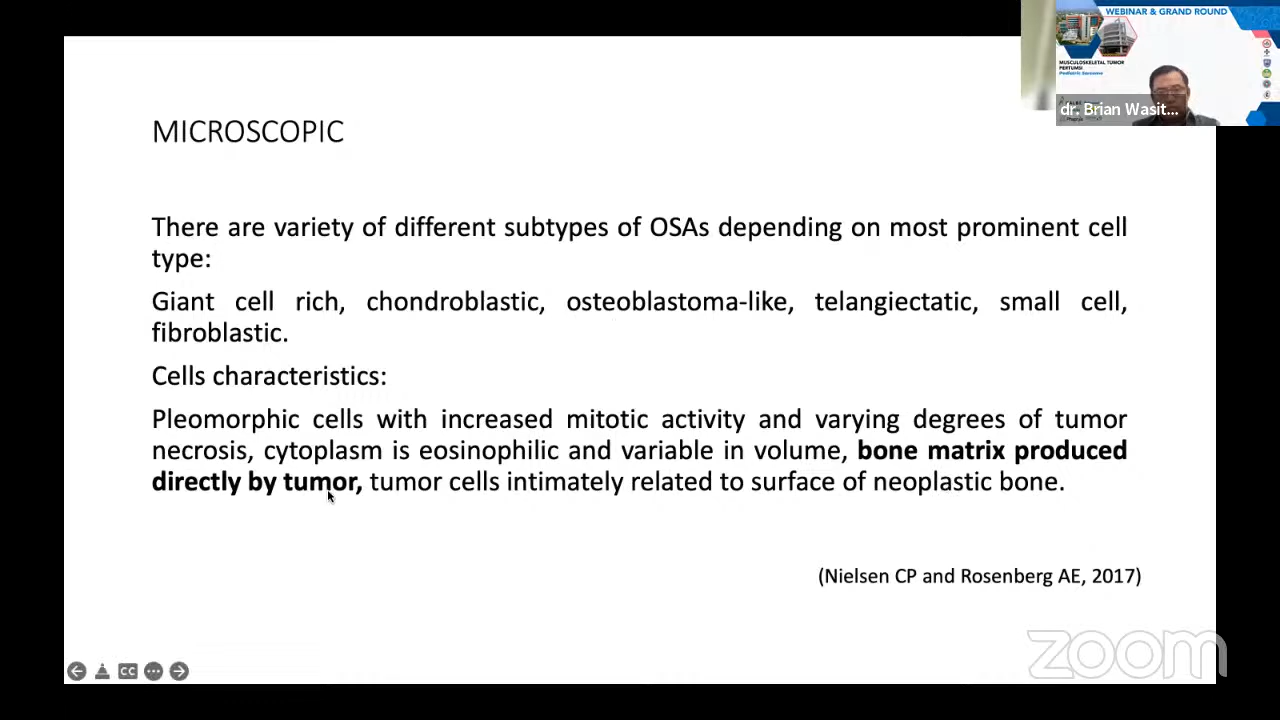 WEBINAR & GRAND ROUND
MUSCULOSKELETAL TUMOR
PERTUMSI
Pediatric Sarcoma
dr. Brian Wasit...
MICROSCOPIC
There are variety of different subtypes of OSAs depending on most prominent cell
type:
Giant cell rich, chondroblastic, osteoblastoma-like, telangiectatic, small cell,
fibroblastic.
Cells characteristics:
Pleomorphic cells with increased mitotic activity and varying degrees of tumor
necrosis, cytoplasm is eosinophilic and variable in volume, bone matrix produced
directly by tumor, tumor cells intimately related to surface of neoplastic bone.
(Nielsen CP and Rosenberg AE, 2017)
CC
zoom